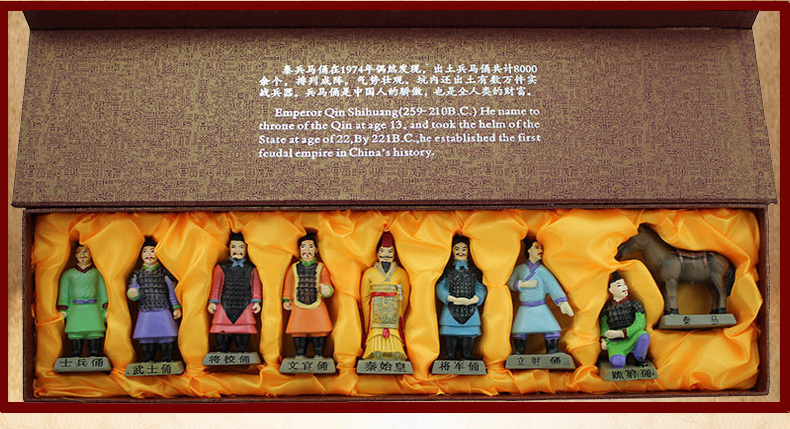 秦兵马俑在1974年偶然发现，出土兵马俑共计8000
余个，排列成阵，气势壮观。坑内还出土有数万件实
战兵器。兵马俑是中国人的骄傲，也是全人类的财富。
Emperor Qin Shihuang(259-210B.C.) He name to
throne of the Qin at age 13, and took the helm of the
State at age of 22,By 221B.C.,he established the first
feudal empire in China's history.
士兵俑
武士俑
将校俑
文官俑
秦始皇
将军俑
立射俑
跪射俑
秦马